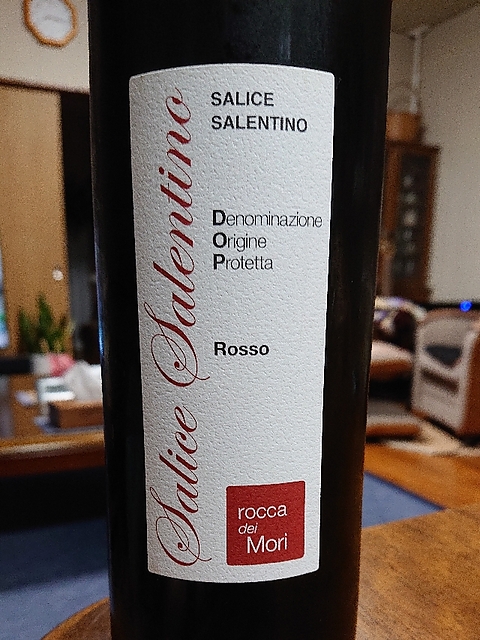 Salice Salentino
SALICE
SALENTINO
Denominazione
Origine
Protetta
Rosso
rocca
dei
Mori